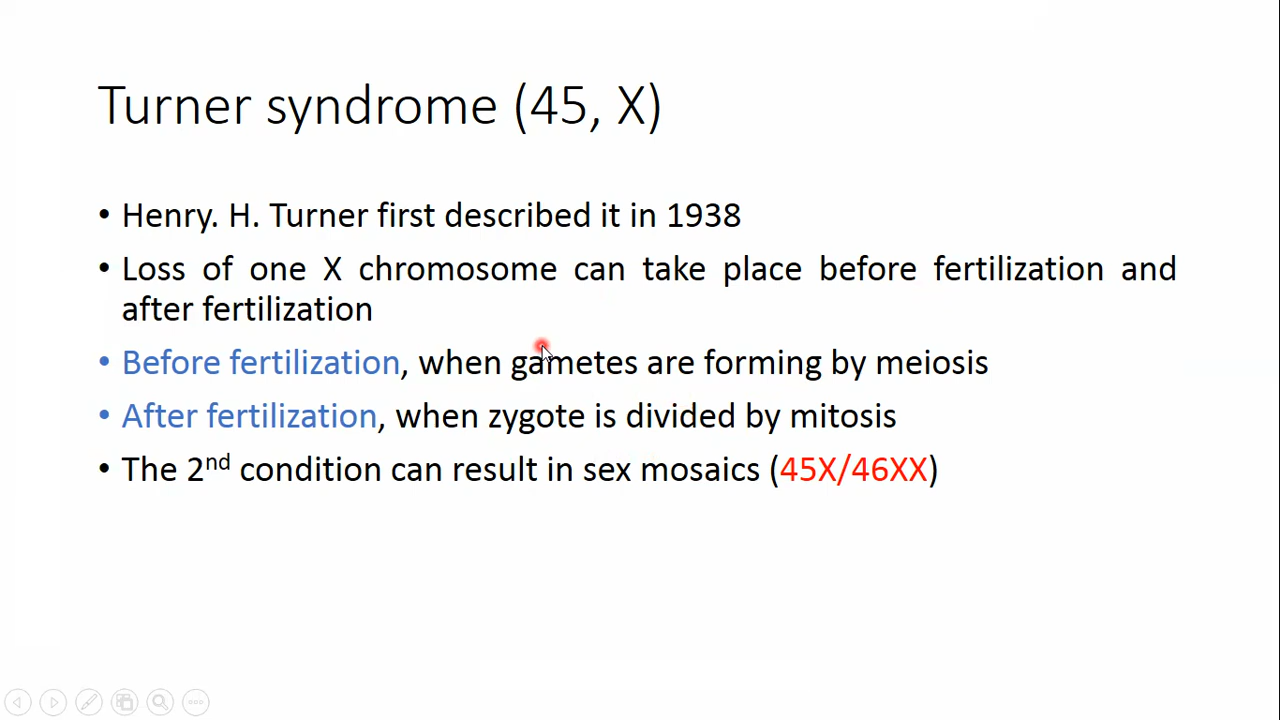 Turner syndrome (45, X)
• Henry. H. Turner first described it in 1938
• Loss of one X chromosome can take place before fertilization and
after fertilization
• Before fertilization, when gametes are forming by meiosis
• After fertilization, when zygote is divided by mitosis
• The 2nd condition can result in sex mosaics (45X/46XX)